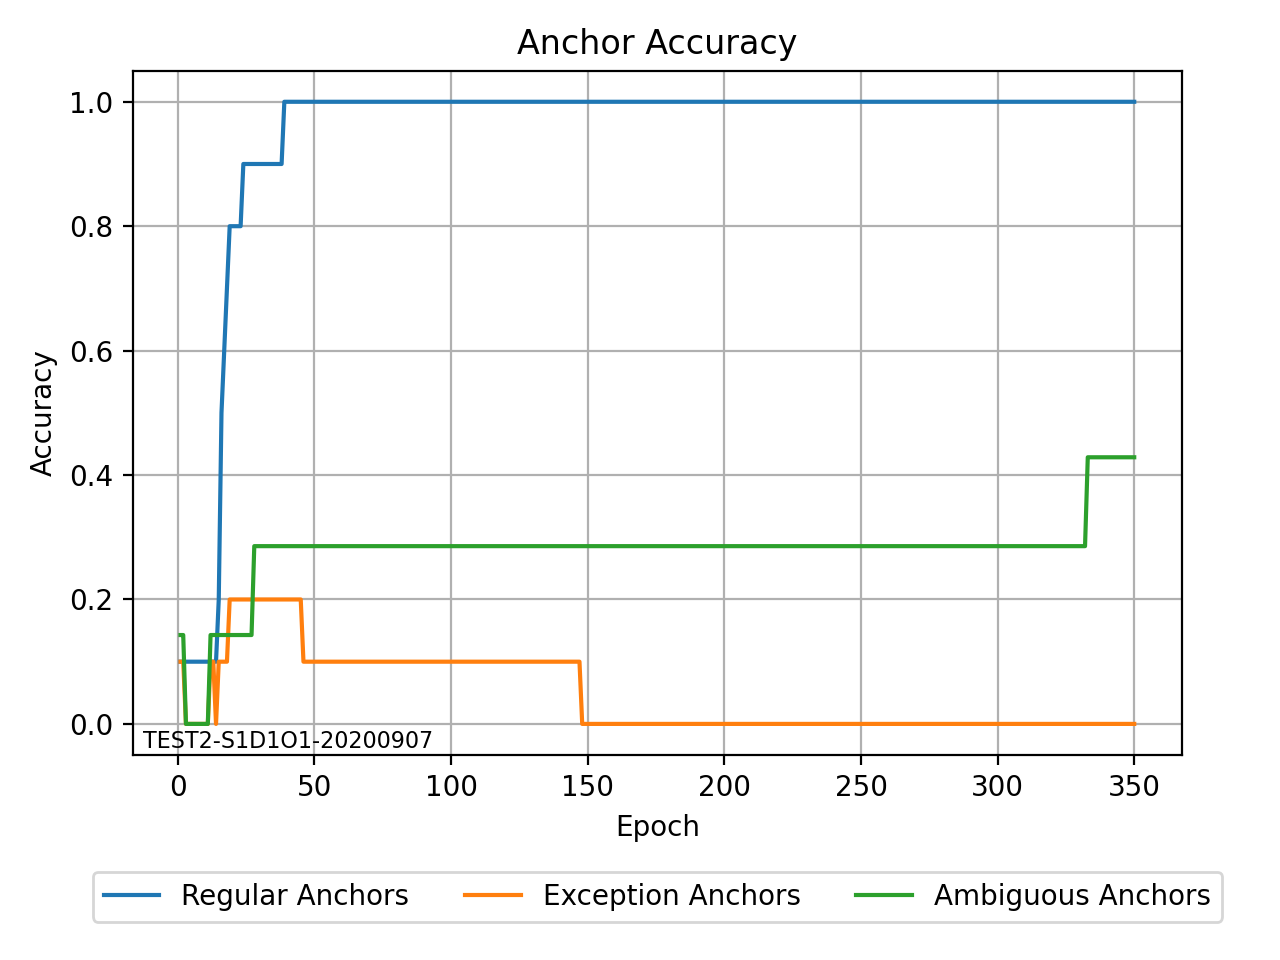 Anchor Accuracy
1.0
0.8
0.6
0.4
0.2
0.0
Accuracy
TEST2-S1D1O1-20200907
0 50 100 150 200 250 300 350
Epoch
Regular Anchors Exception Anchors Ambiguous Anchors